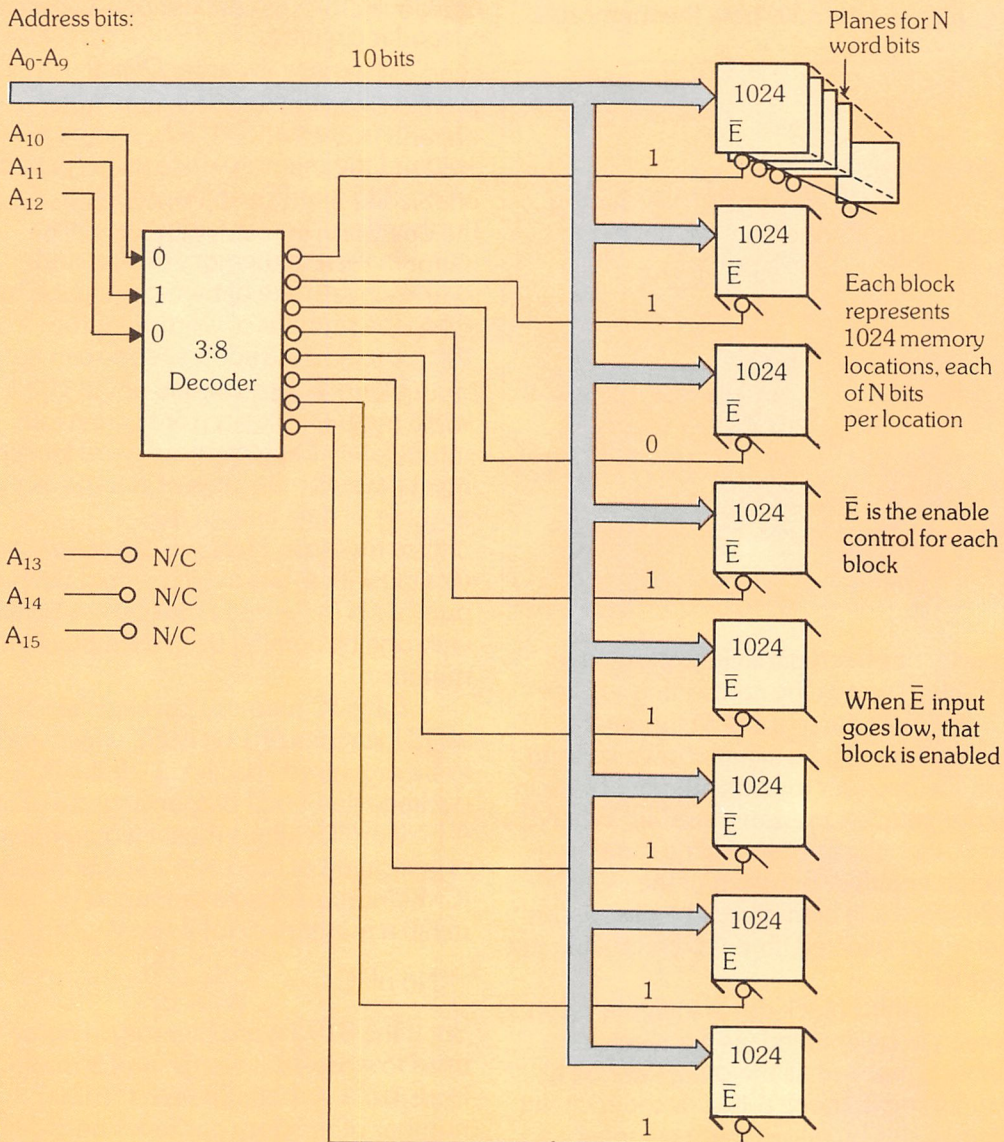 Address bits:
A₀-A₉
10 bits
Planes for N
word bits
A₁₀
A₁₁
A₁₂
0
1
0
3:8
Decoder
1024
Ē
1
1024
Ē
1
1024
Ē
0
1024
Ē
1
1024
Ē
1
1024
Ē
1
1024
Ē
1
1024
Ē
1
Each block
represents
1024 memory
locations, each
of N bits
per location
Ē is the enable
control for each
block
When Ē input
goes low, that
block is enabled
A₁₃ N/C
A₁₄ N/C
A₁₅ N/C